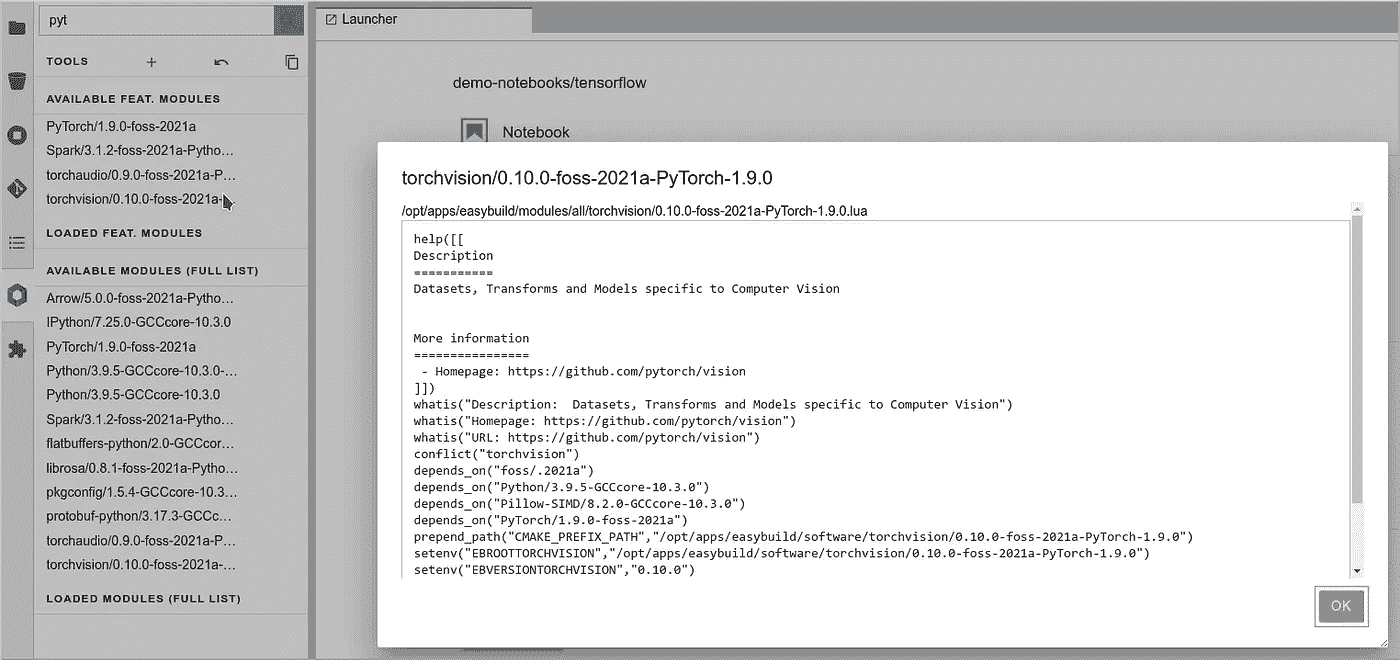 pyt
TOOLS
AVAILABLE FEAT. MODULES
PyTorch/1.9.0-foss-2021a
Spark/3.1.2-foss-2021a-Pytho…
torchaudio/0.9.0-foss-2021a-P…
torchvision/0.10.0-foss-2021a-
LOADED FEAT. MODULES
AVAILABLE MODULES (FULL LIST)
Arrow/5.0.0-foss-2021a-Pytho…
IPython/7.25.0-GCCcore-10.3.0
PyTorch/1.9.0-foss-2021a
Python/3.9.5-GCCcore-10.3.0-…
Python/3.9.5-GCCcore-10.3.0
Spark/3.1.2-foss-2021a-Pytho…
flatbuffers-python/2.0-GCCcor…
librosa/0.8.1-foss-2021a-Pytho…
pkgconfig/1.5.4-GCCcore-10.3…
protobuf-python/3.17.3-GCCc…
torchaudio/0.9.0-foss-2021a-P…
torchvision/0.10.0-foss-2021a-…
LOADED MODULES (FULL LIST)
Launcher
demo-notebooks/tensorflow
Notebook
torchvision/0.10.0-foss-2021a-PyTorch-1.9.0
/opt/apps/easybuild/modules/all/torchvision/0.10.0-foss-2021a-PyTorch-1.9.0.lua
help([[
Description
===========
Datasets, Transforms and Models specific to Computer Vision
More information
================
 - Homepage: https://github.com/pytorch/vision
]])
whatis("Description:  Datasets, Transforms and Models specific to Computer Vision")
whatis("Homepage: https://github.com/pytorch/vision")
whatis("URL: https://github.com/pytorch/vision")
conflict("torchvision")
depends_on("foss/.2021a")
depends_on("Python/3.9.5-GCCcore-10.3.0")
depends_on("Pillow-SIMD/8.2.0-GCCcore-10.3.0")
depends_on("PyTorch/1.9.0-foss-2021a")
prepend_path("CMAKE_PREFIX_PATH","/opt/apps/easybuild/software/torchvision/0.10.0-foss-2021a-PyTorch-1.9.0")
setenv("EBROOTTORCHVISION","/opt/apps/easybuild/software/torchvision/0.10.0-foss-2021a-PyTorch-1.9.0")
setenv("EBVERSIONTORCHVISION","0.10.0")
OK